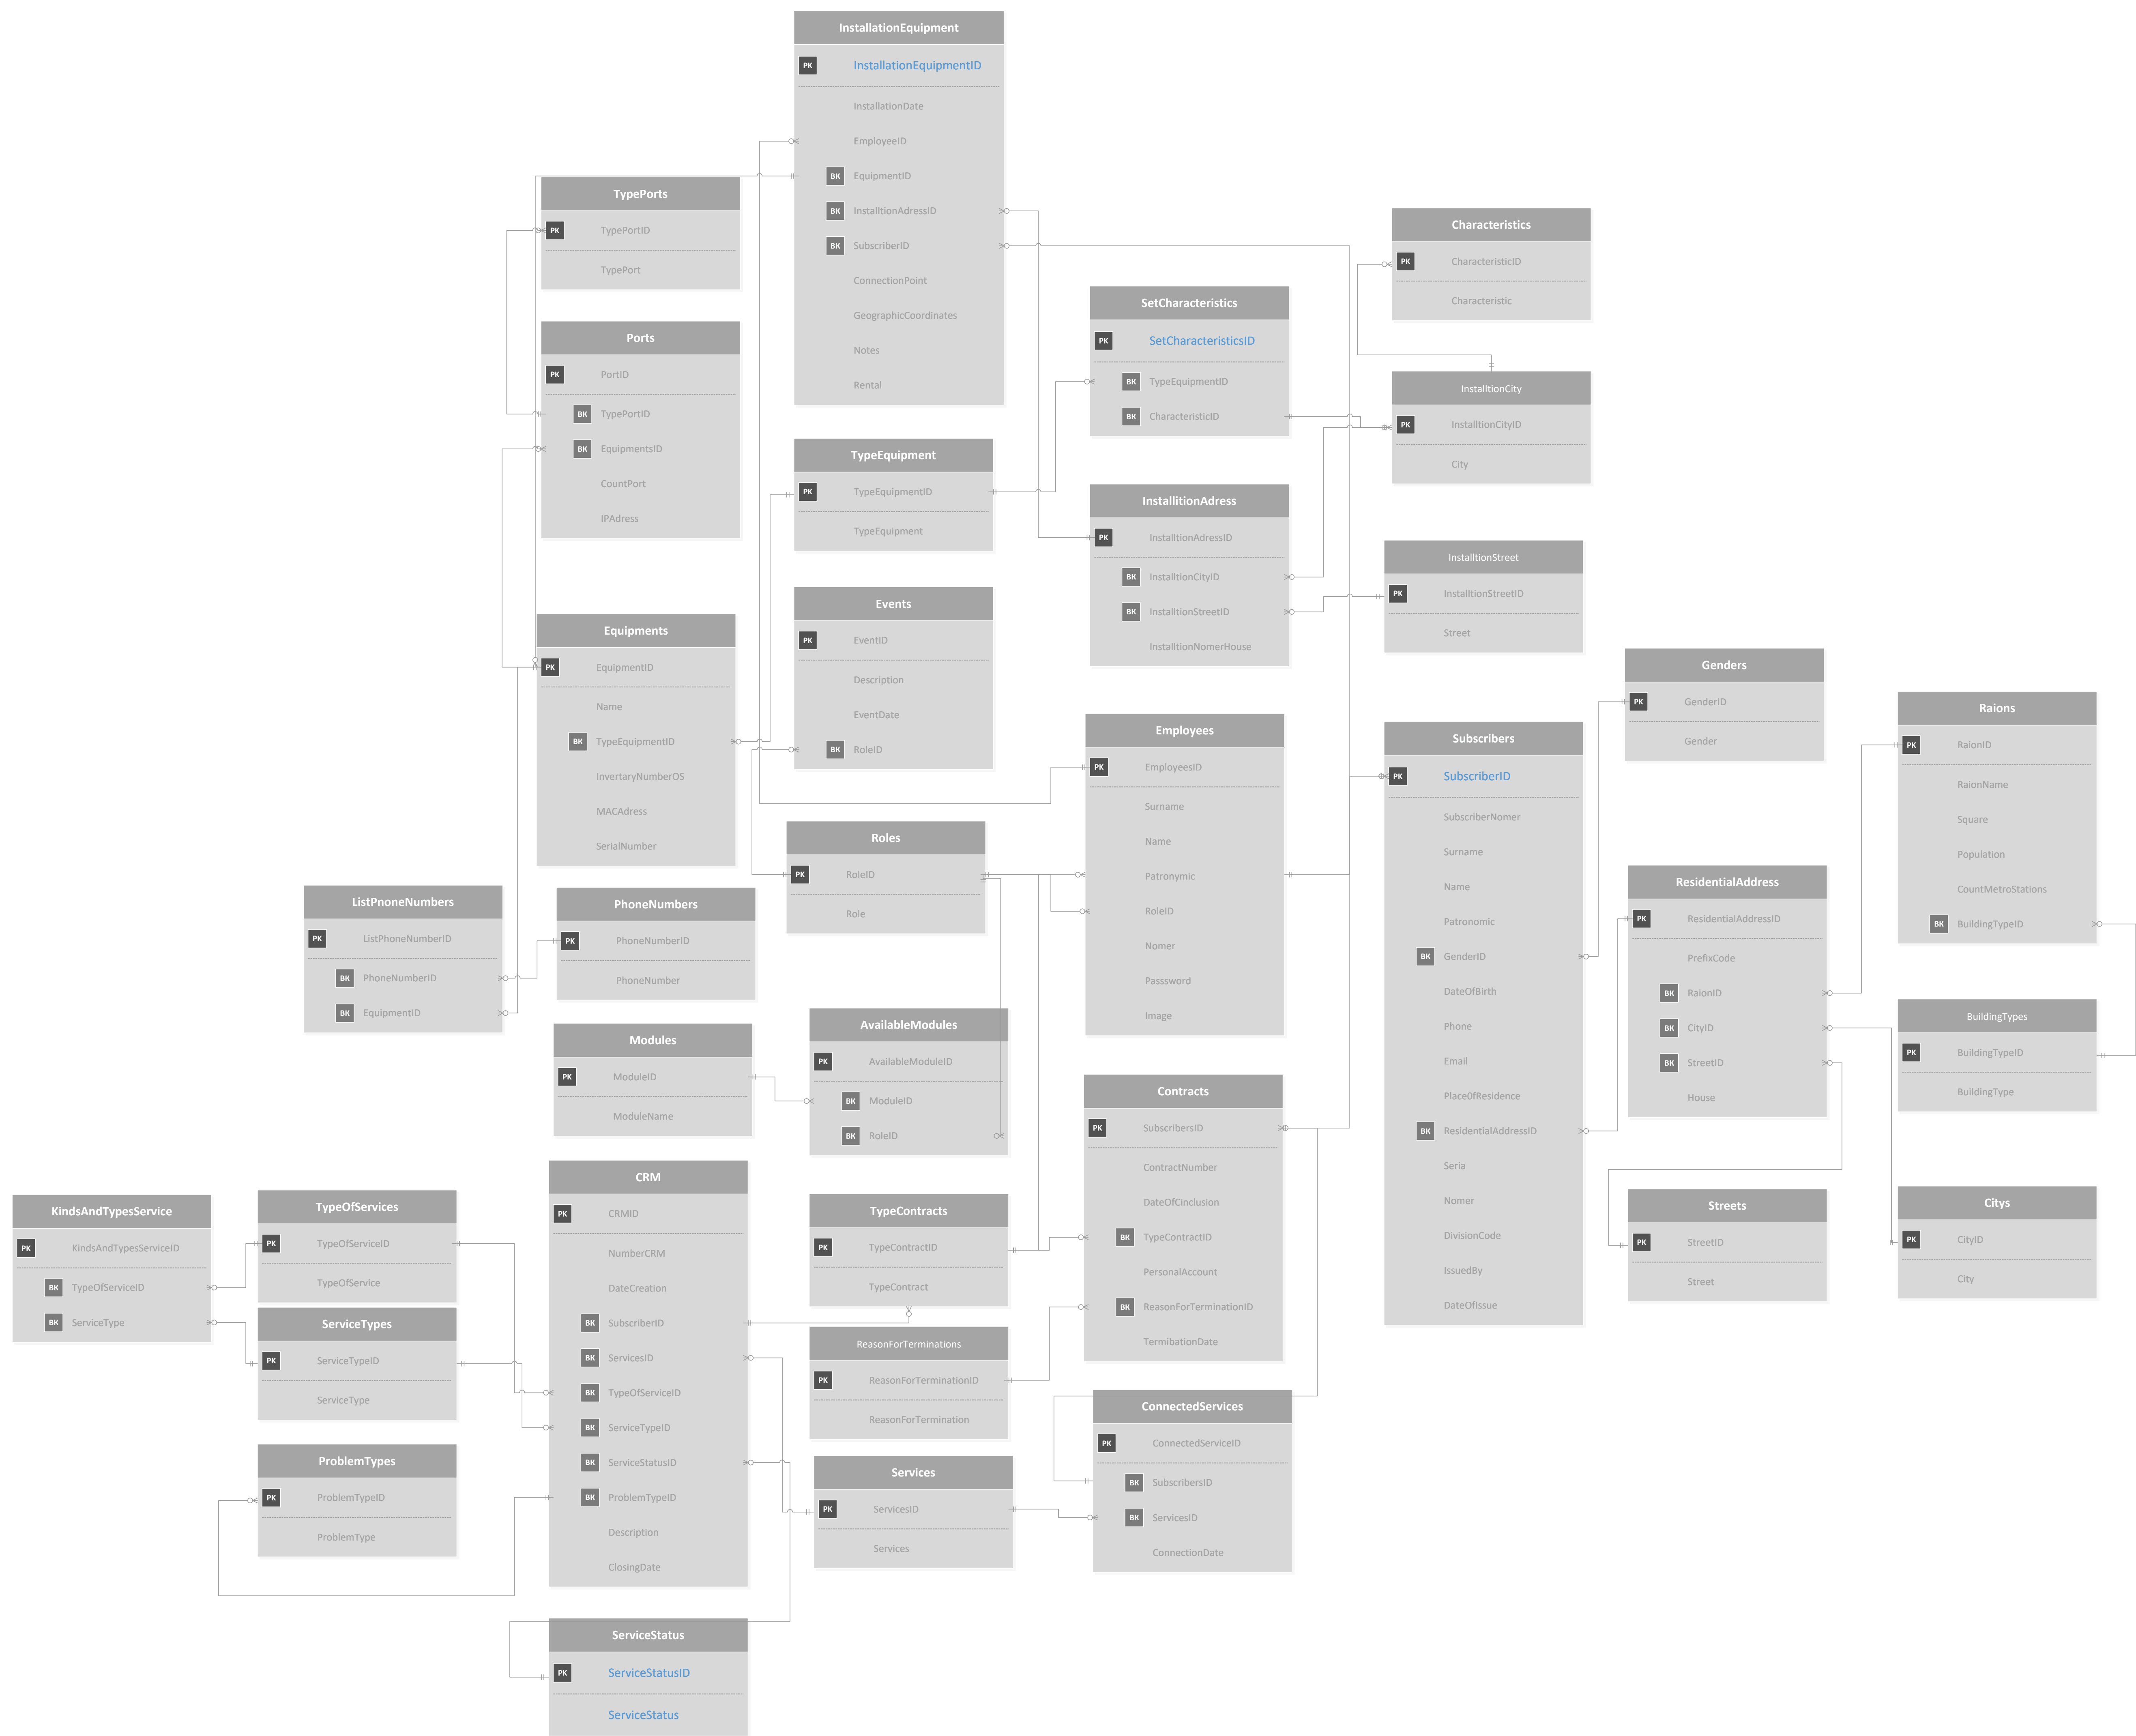 InstallationEquipment
PK InstallationEquipmentID
InstallationDate
EmployeeID
BK EquipmentID
BK InstalltionAdressID
BK SubscriberID
ConnectionPoint
GeographicCoordinates
Notes
Rental
TypePorts
PK TypePortID
TypePort
Ports
PK PortID
BK TypePortID
BK EquipmentsID
CountPort
IPAdress
Characteristics
PK CharacteristicID
Characteristic
SetCharacteristics
PK SetCharacteristicsID
BK TypeEquipmentID
BK CharacteristicID
InstalltionCity
PK InstalltionCityID
City
TypeEquipment
PK TypeEquipmentID
TypeEquipment
InstallitionAdress
PK InstalltionAdressID
BK InstalltionCityID
BK InstalltionStreetID
InstalltionNomerHouse
InstalltionStreet
PK InstalltionStreetID
Street
Events
PK EventID
Description
EventDate
BK RoleID
Equipments
PK EquipmentID
Name
BK TypeEquipmentID
InvertaryNumberOS
MACAdress
SerialNumber
Genders
PK GenderID
Gender
Raions
PK RaionID
RaionName
Square
Population
CountMetroStations
BK BuildingTypeID
Employees
PK EmployeesID
Surname
Name
Patronymic
RoleID
Nomer
Passsword
Image
Subscribers
PK SubscriberID
SubscriberNomer
Surname
Name
Patronomic
BK GenderID
DateOfBirth
Phone
Email
Place0fResidence
BK ResidentialAddressID
Seria
Nomer
DivisionCode
IssuedBy
DateOfIssue
Roles
PK RoleID
Role
ResidentialAddress
PK ResidentialAddressID
PrefixCode
BK RaionID
BK CityID
BK StreetID
House
ListPnoneNumbers
PK ListPhoneNumberID
BK PhoneNumberID
BK EquipmentID
PhoneNumbers
PK PhoneNumberID
PhoneNumber
BuildingTypes
PK BuildingTypeID
BuildingType
Modules
PK ModuleID
ModuleName
AvailableModules
PK AvailableModuleID
BK ModuleID
BK RoleID
Contracts
PK SubscribersID
ContractNumber
DateOfCinclusion
BK TypeContractID
PersonalAccount
BK ReasonForTerminationID
TermibationDate
CRM
PK CRMID
NumberCRM
DateCreation
BK SubscriberID
BK ServicesID
BK TypeOfServiceID
BK ServiceTypeID
BK ServiceStatusID
BK ProblemTypeID
Description
ClosingDate
KindsAndTypesService
PK KindsAndTypesServiceID
BK TypeOfServiceID
BK ServiceType
TypeOfServices
PK TypeOfServiceID
TypeOfService
ServiceTypes
PK ServiceTypeID
ServiceType
TypeContracts
PK TypeContractID
TypeContract
Streets
PK StreetID
Street
Citys
PK CityID
City
ReasonForTerminations
PK ReasonForTerminationID
ReasonForTermination
ConnectedServices
PK ConnectedServiceID
BK SubscribersID
BK ServicesID
ConnectionDate
ProblemTypes
PK ProblemTypeID
ProblemType
Services
PK ServicesID
Services
ServiceStatus
PK ServiceStatusID
ServiceStatus